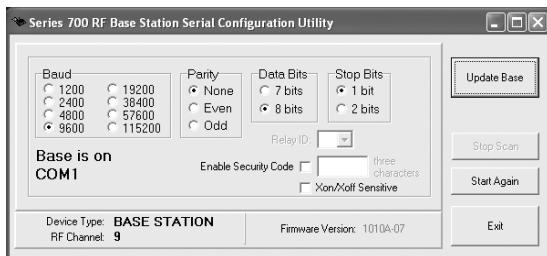 Series 700 RF Base Station Serial Configuration Utility
Baud
1200 19200
2400 38400
4800 57600
9600 115200
Parity
None
Even
Odd
Data Bits
7 bits
8 bits
Stop Bits
1 bit
2 bits
Relay ID:
Base is on
COM1
Enable Security Code
three
characters
Xon/Xoff Sensitive
Device Type: BASE STATION
RF Channel: 9
Firmware Version: 1010A-07
Update Base
Stop Scan
Start Again
Exit